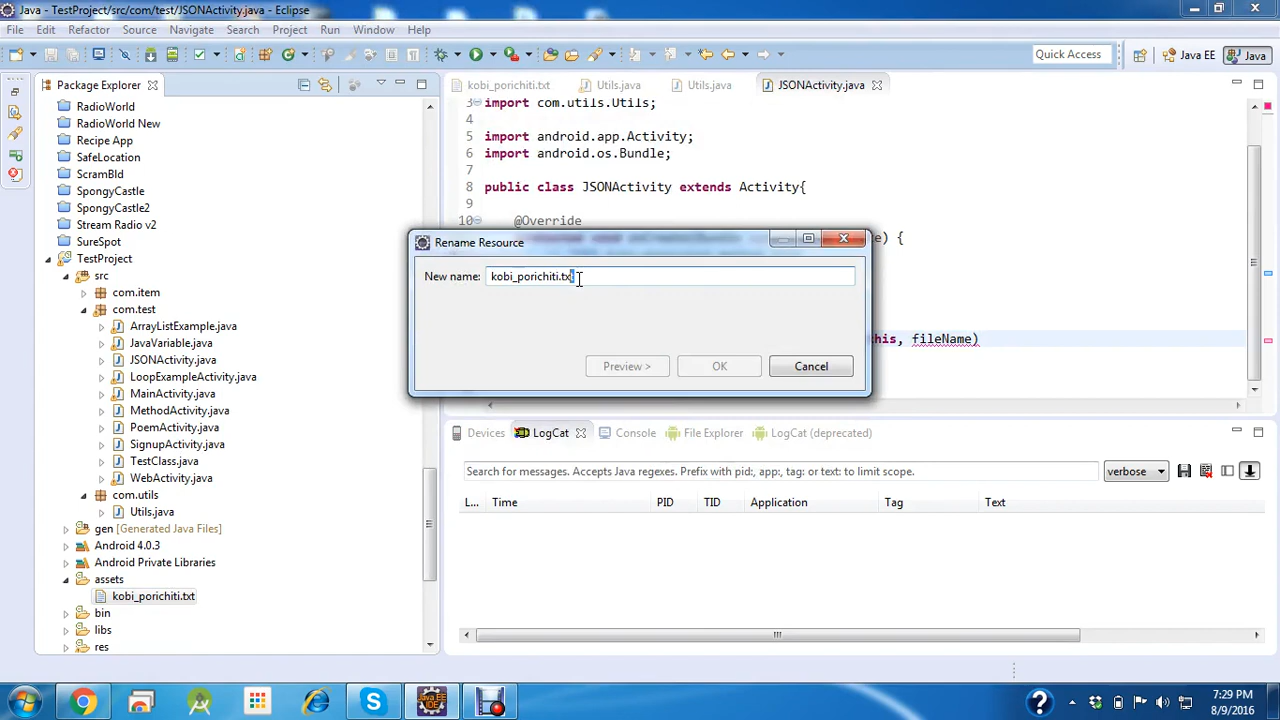 Java - TestProject/src/com/test/JSONActivity.java - Eclipse
File Edit Refactor Source Navigate Search Project Run Window Help
Quick Access Java EE Java
Package Explorer
RadioWorld
RadioWorld New
Recipe App
SafeLocation
ScramBld
SpongyCastle
SpongyCastle2
Stream Radio v2
SureSpot
TestProject
src
com.item
com.test
ArrayListExample.java
JavaVariable.java
JSONActivity.java
LoopExampleActivity.java
MainActivity.java
MethodActivity.java
PoemActivity.java
SignupActivity.java
TestClass.java
WebActivity.java
com.utils
Utils.java
gen [Generated Java Files]
Android 4.0.3
Android Private Libraries
assets
kobi_porichiti.txt
bin
libs
res
kobi_porichiti.txt Utils.java Utils.java JSONActivity.java
3 import com.utils.Utils;
4
5 import android.app.Activity;
6 import android.os.Bundle;
7
8 public class JSONActivity extends Activity{
9
10 @Override
) {
this, fileName)
Rename Resource
New name: kobi_porichiti.txt
Preview > OK Cancel
Devices LogCat Console File Explorer LogCat (deprecated)
Search for messages. Accepts Java regexes. Prefix with pid:, app:, tag: or text: to limit scope. verbose
L... Time PID TID Application Tag Text
7:29 PM
8/9/2016